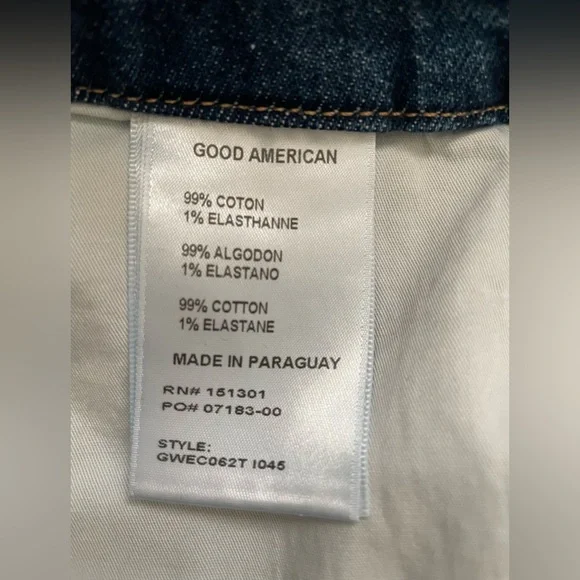 GOOD AMERICAN
99% COTON
1% ELASTHANNE
99% ALGODON
1% ELASTANO
99% COTTON
1% ELASTANE
MADE IN PARAGUAY
RN# 151301
PO# 07183-00
STYLE:
GWEC062T I045